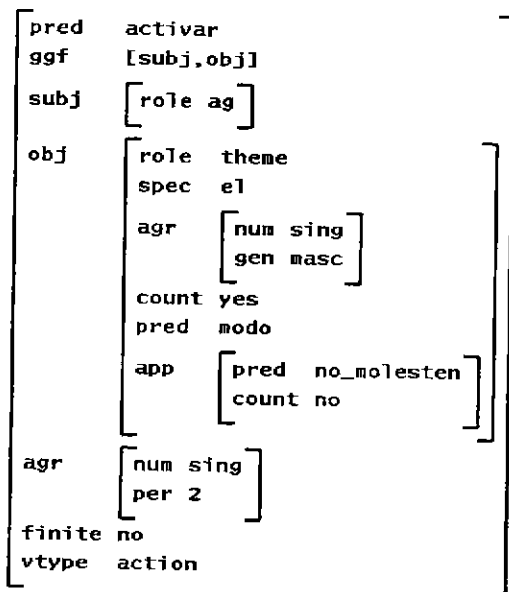 pred activar
ggf [subj,obj]
subj [role ag]
obj [role theme
spec el
agr [num sing
gen masc]
count yes
pred modo
app [pred no_molesten
count no]]
agr [num sing
per 2]
finite no
vtype action